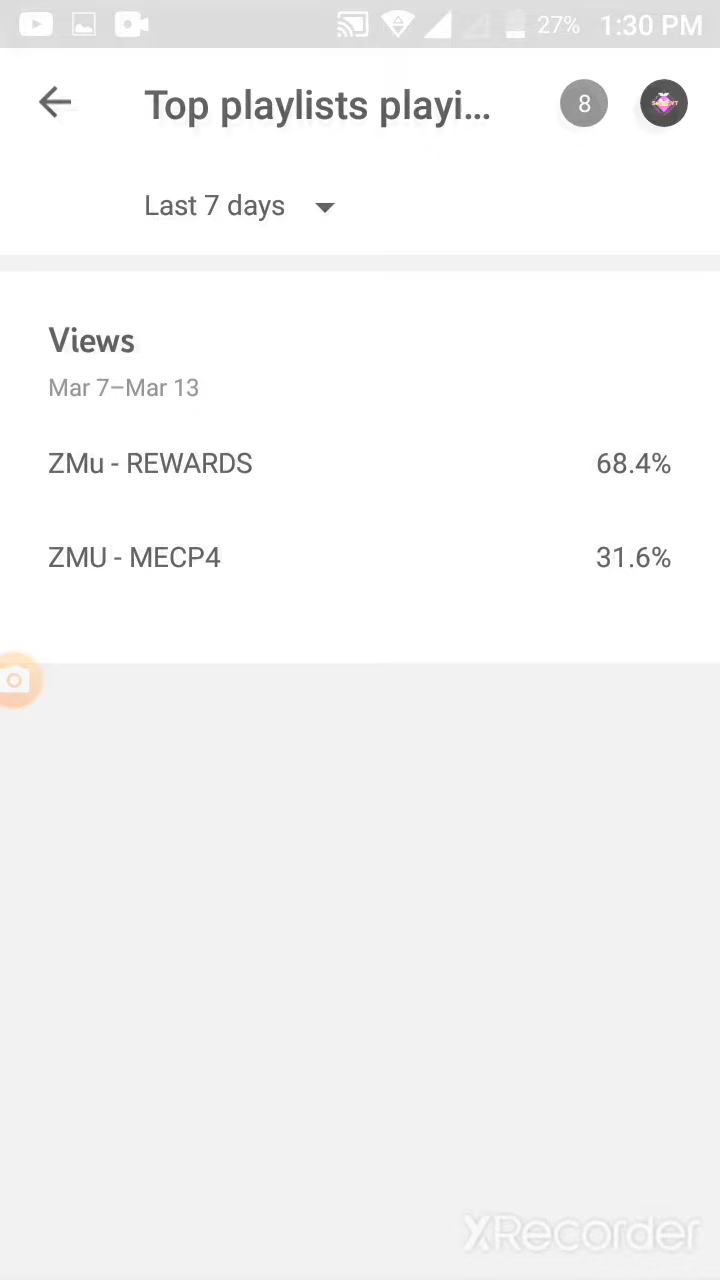 27% 1:30 PM
Top playlists playi...
8
Last 7 days
Views
Mar 7–Mar 13
ZMu - REWARDS 68.4%
ZMU - MECP4 31.6%
XRecorder